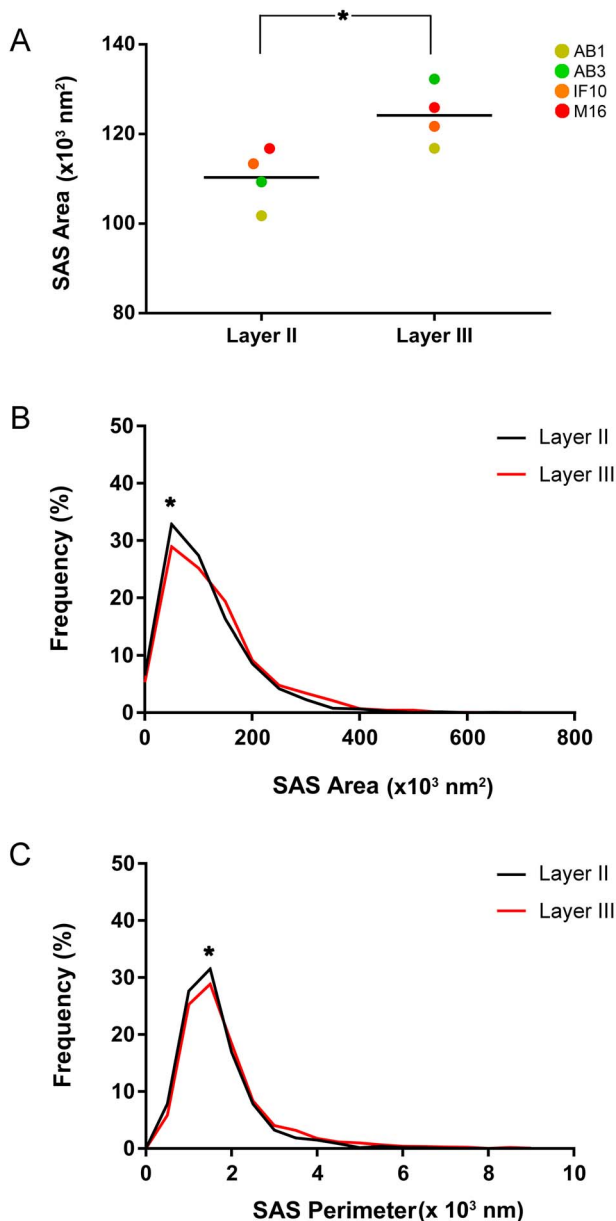 A
*
SAS Area (x10³ nm²)
140
120
100
80
Layer II
Layer III
AB1
AB3
IF10
M16
B
Frequency (%)
50
40
30
20
10
0
*
Layer II
Layer III
0 200 400 600 800
SAS Area (x10³ nm²)
C
Frequency (%)
50
40
30
20
10
0
*
Layer II
Layer III
0 2 4 6 8 10
SAS Perimeter(x 10³ nm)